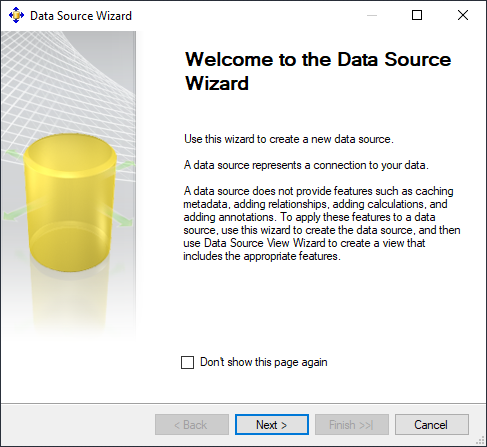 Data Source Wizard
Welcome to the Data Source
Wizard
Use this wizard to create a new data source.
A data source represents a connection to your data.
A data source does not provide features such as caching
metadata, adding relationships, adding calculations, and
adding annotations. To apply these features to a data
source, use this wizard to create the data source, and then
use Data Source View Wizard to create a view that
includes the appropriate features.
Don't show this page again
< Back Next > Finish >>| Cancel